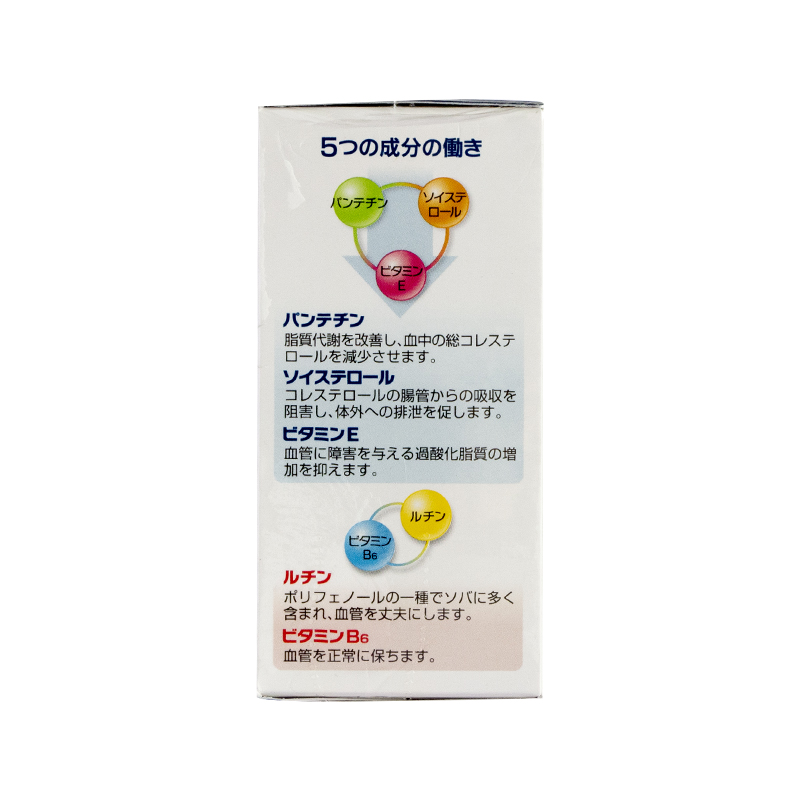 5つの成分の働き
パンテチン
ソイステ
ロール
ビタミン
E
パンテチン
脂質代謝を改善し、血中の総コレステ
ロールを減少させます。
ソイステロール
コレステロールの腸管からの吸収を
阻害し、体外への排泄を促します。
ビタミンE
血管に障害を与える過酸化脂質の増
加を抑えます。
ルチン
ビタミン
B6
ルチン
ポリフェノールの一種でソバに多く
含まれ、血管を丈夫にします。
ビタミンB6
血管を正常に保ちます。